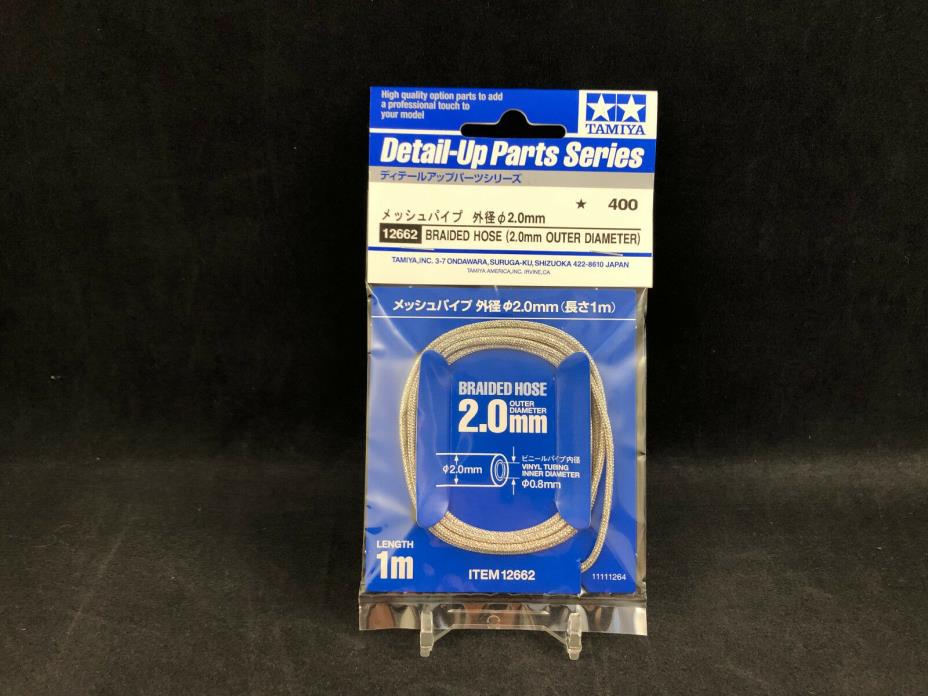 High quality option parts to add
a professional touch to
your model
TAMIYA
Detail-Up Parts Series
ディテールアップパーツシリーズ
★ 400
メッシュパイプ 外径φ2.0mm
12662 BRAIDED HOSE (2.0mm OUTER DIAMETER)
TAMIYA,INC. 3-7 ONDAWARA, SURUGA-KU, SHIZUOKA 422-8610 JAPAN
TAMIYA AMERICA,INC. IRVINE,CA
メッシュパイプ 外径φ2.0mm(長さ1m)
BRAIDED HOSE
2.0mm OUTER
DIAMETER
ビニールパイプ内径
φ2.0mm VINYL TUBING
INNER DIAMETER
φ0.8mm
LENGTH
1m
ITEM 12662
11111264